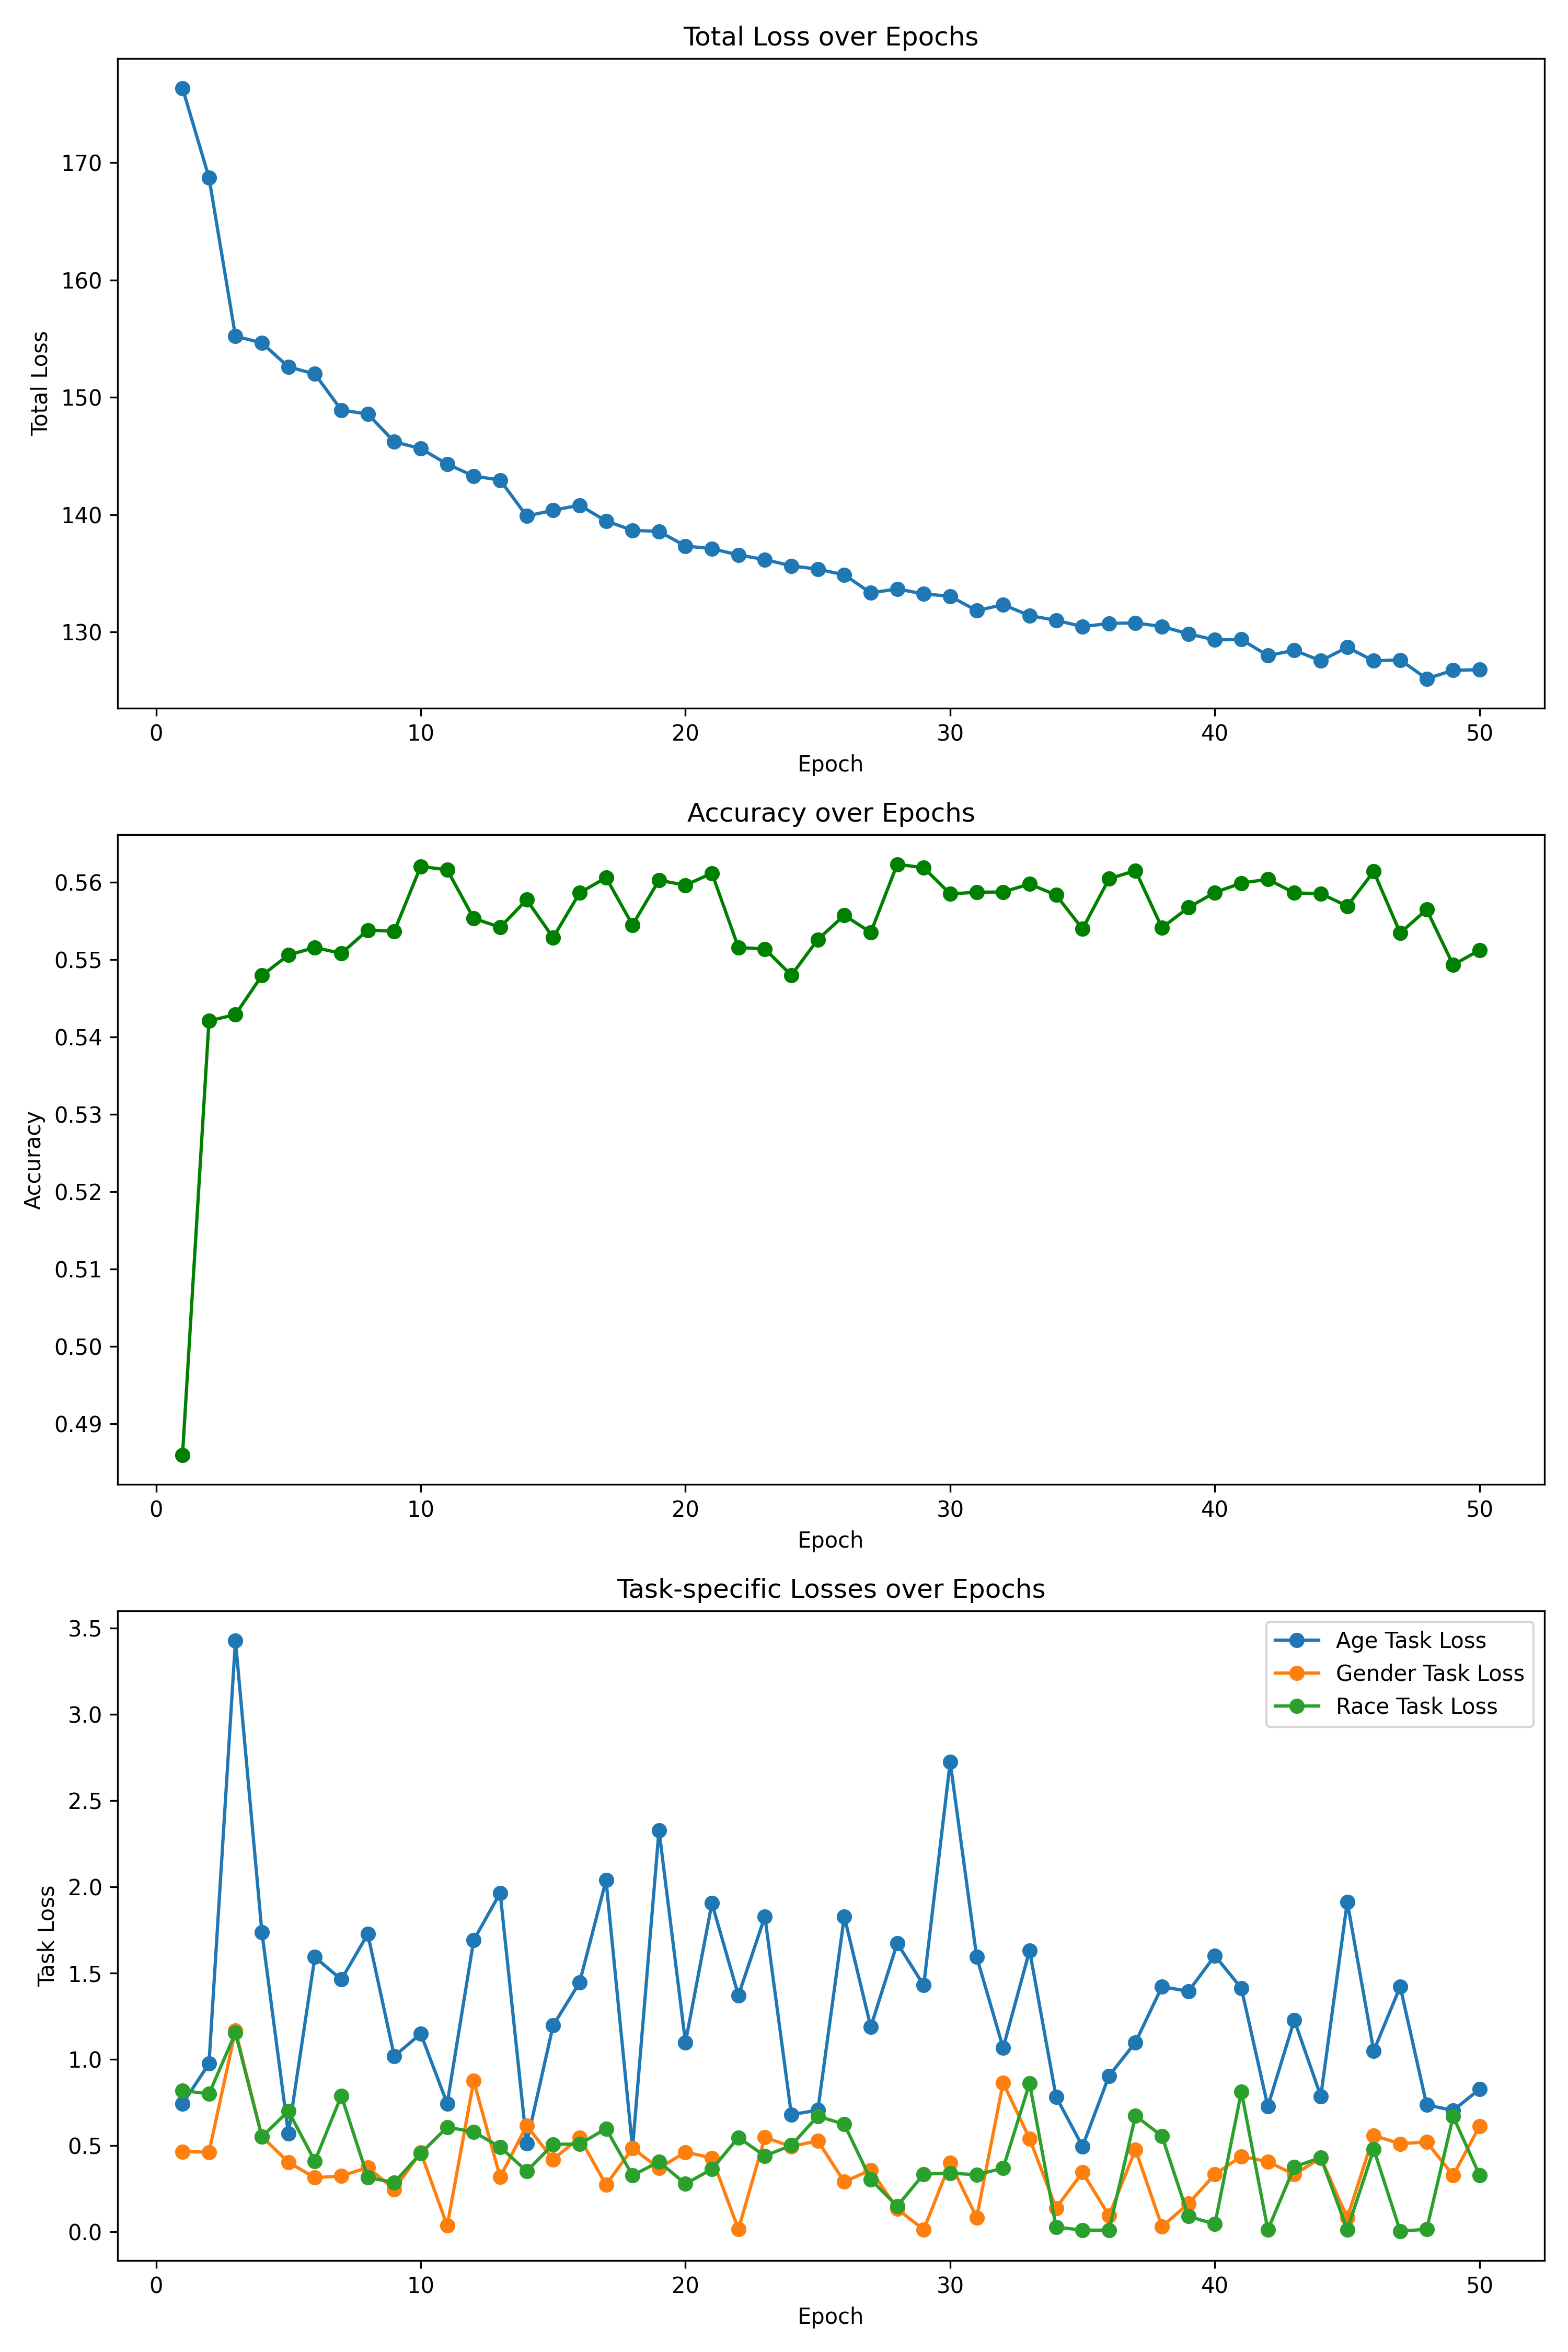 Total Loss over Epochs
170
160
150
140
130
Total Loss
0 10 20 30 40 50
Epoch
Accuracy over Epochs
0.56
0.55
0.54
0.53
0.52
0.51
0.50
0.49
Accuracy
0 10 20 30 40 50
Epoch
Task-specific Losses over Epochs
3.5
3.0
2.5
2.0
1.5
1.0
0.5
0.0
Task Loss
Age Task Loss
Gender Task Loss
Race Task Loss
0 10 20 30 40 50
Epoch